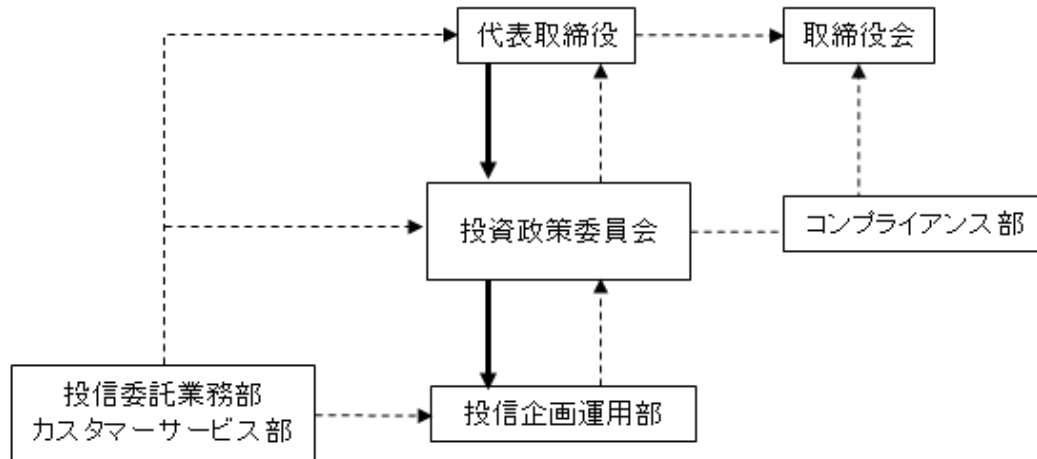 代表取締役
取締役会
投資政策委員会
コンプライアンス部
投信委託業務部
カスタマーサービス部
投信企画運用部